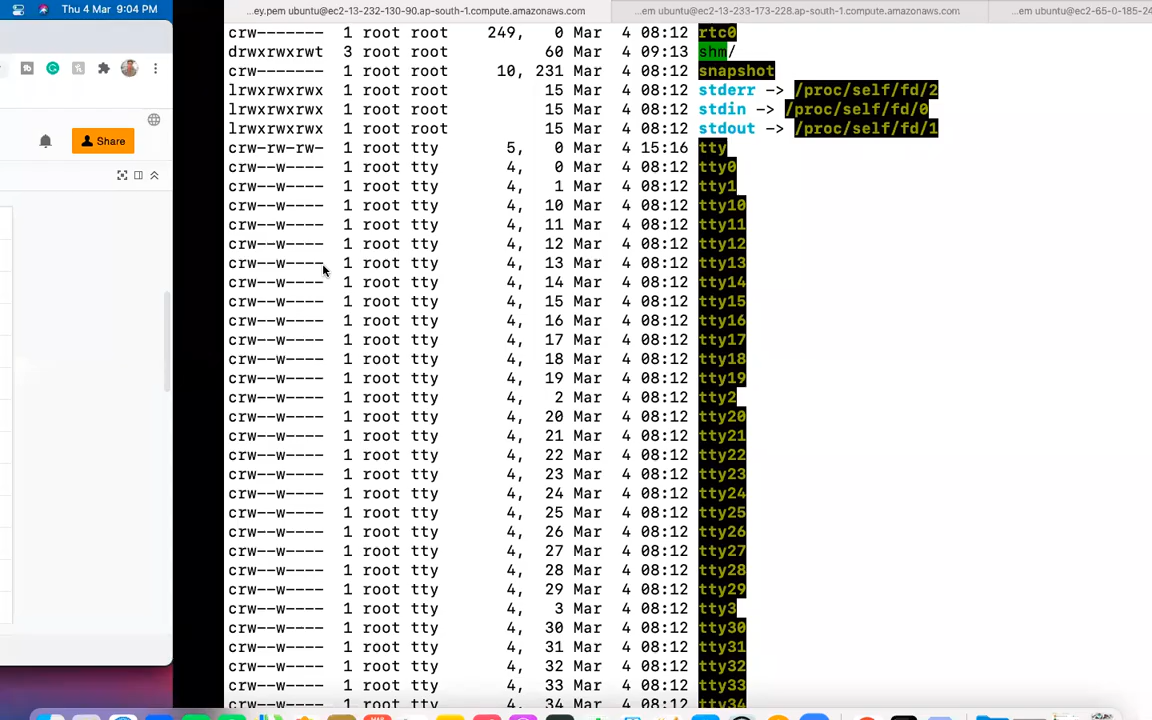 Thu 4 Mar 9:04 PM
Share
...ey.pem ubuntu@ec2-13-232-130-90.ap-south-1.compute.amazonaws.com
...em ubuntu@ec2-13-233-173-228.ap-south-1.compute.amazonaws.com
...em ubuntu@ec2-65-0-185-24
crw------- 1 root root 249, 0 Mar 4 08:12 rtc0
drwxrwxrwt 3 root root 60 Mar 4 09:13 shm/
crw------- 1 root root 10, 231 Mar 4 08:12 snapshot
lrwxrwxrwx 1 root root 15 Mar 4 08:12 stderr -> /proc/self/fd/2
lrwxrwxrwx 1 root root 15 Mar 4 08:12 stdin -> /proc/self/fd/0
lrwxrwxrwx 1 root root 15 Mar 4 08:12 stdout -> /proc/self/fd/1
crw-rw-rw- 1 root tty 5, 0 Mar 4 15:16 tty
crw--w---- 1 root tty 4, 0 Mar 4 08:12 tty0
crw--w---- 1 root tty 4, 1 Mar 4 08:12 tty1
crw--w---- 1 root tty 4, 10 Mar 4 08:12 tty10
crw--w---- 1 root tty 4, 11 Mar 4 08:12 tty11
crw--w---- 1 root tty 4, 12 Mar 4 08:12 tty12
crw--w---- 1 root tty 4, 13 Mar 4 08:12 tty13
crw--w---- 1 root tty 4, 14 Mar 4 08:12 tty14
crw--w---- 1 root tty 4, 15 Mar 4 08:12 tty15
crw--w---- 1 root tty 4, 16 Mar 4 08:12 tty16
crw--w---- 1 root tty 4, 17 Mar 4 08:12 tty17
crw--w---- 1 root tty 4, 18 Mar 4 08:12 tty18
crw--w---- 1 root tty 4, 19 Mar 4 08:12 tty19
crw--w---- 1 root tty 4, 2 Mar 4 08:12 tty2
crw--w---- 1 root tty 4, 20 Mar 4 08:12 tty20
crw--w---- 1 root tty 4, 21 Mar 4 08:12 tty21
crw--w---- 1 root tty 4, 22 Mar 4 08:12 tty22
crw--w---- 1 root tty 4, 23 Mar 4 08:12 tty23
crw--w---- 1 root tty 4, 24 Mar 4 08:12 tty24
crw--w---- 1 root tty 4, 25 Mar 4 08:12 tty25
crw--w---- 1 root tty 4, 26 Mar 4 08:12 tty26
crw--w---- 1 root tty 4, 27 Mar 4 08:12 tty27
crw--w---- 1 root tty 4, 28 Mar 4 08:12 tty28
crw--w---- 1 root tty 4, 29 Mar 4 08:12 tty29
crw--w---- 1 root tty 4, 3 Mar 4 08:12 tty3
crw--w---- 1 root tty 4, 30 Mar 4 08:12 tty30
crw--w---- 1 root tty 4, 31 Mar 4 08:12 tty31
crw--w---- 1 root tty 4, 32 Mar 4 08:12 tty32
crw--w---- 1 root tty 4, 33 Mar 4 08:12 tty33
crw--w---- 1 root tty 4, 34 Mar 4 08:12 tty34